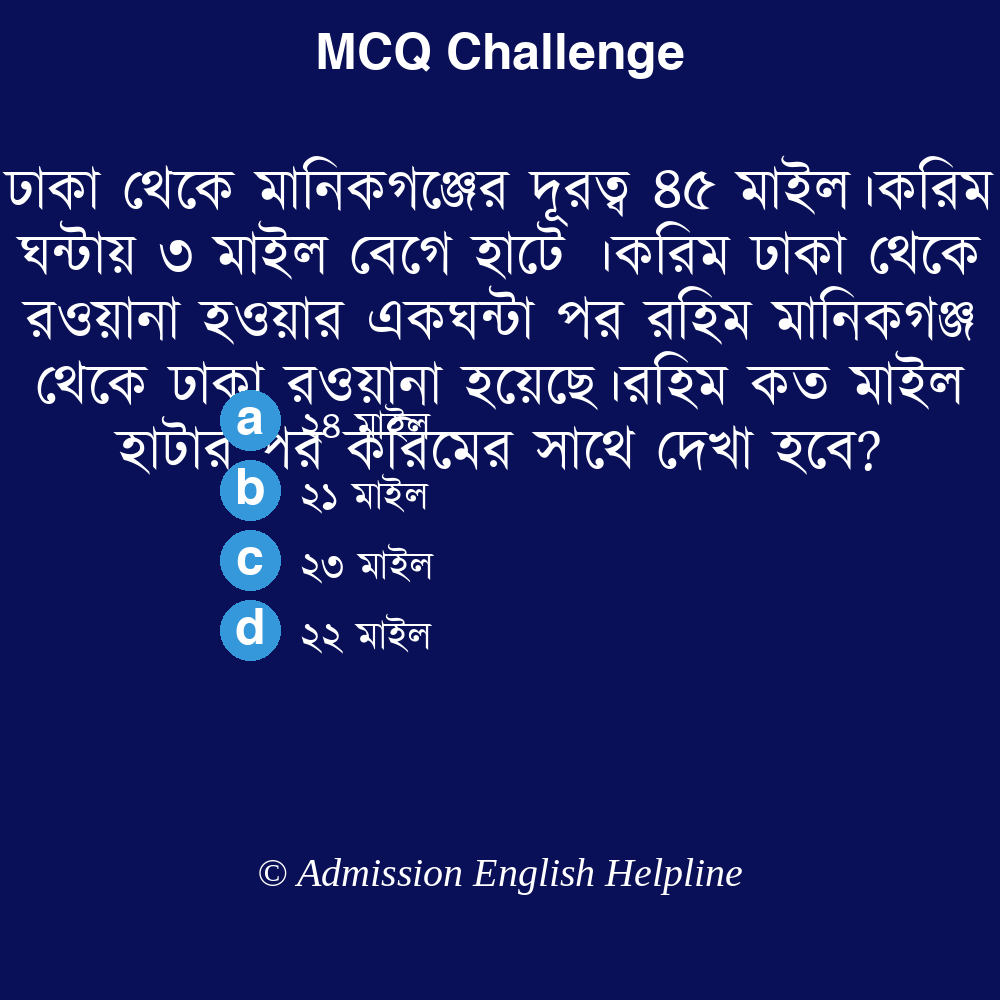 MCQ Challenge
ঢাকা থেকে মানিকগঞ্জের দূরত্ব ৪৫ মাইল।করিম
ঘন্টায় ৩ মাইল বেগে হাটে ।করিম ঢাকা থেকে
রওয়ানা হওয়ার একঘন্টা পর রহিম মানিকগঞ্জ
থেকে ঢাকা রওয়ানা হয়েছে।রহিম কত মাইল
হাটার পর করিমের সাথে দেখা হবে?
a ২৪ মাইল
b ২১ মাইল
c ২৩ মাইল
d ২২ মাইল
© Admission English Helpline